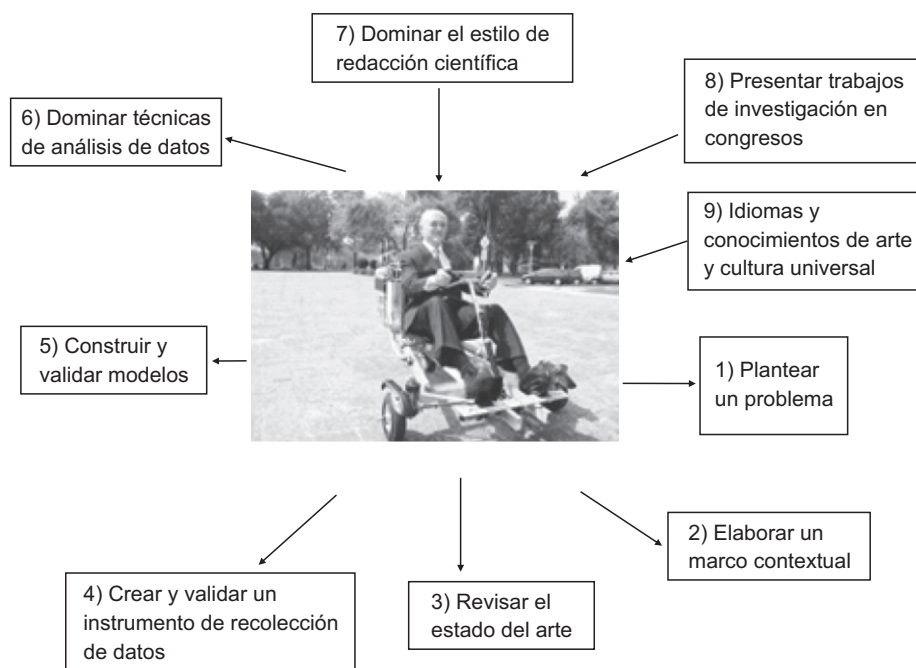 7) Dominar el estilo de
redacción científica
8) Presentar trabajos
de investigación en
congresos
6) Dominar técnicas
de análisis de datos
9) Idiomas y
conocimientos de arte
y cultura universal
5) Construir y
validar modelos
1) Plantear
un problema
2) Elaborar un
marco contextual
4) Crear y validar un
instrumento de recolección
de datos
3) Revisar el
estado del arte